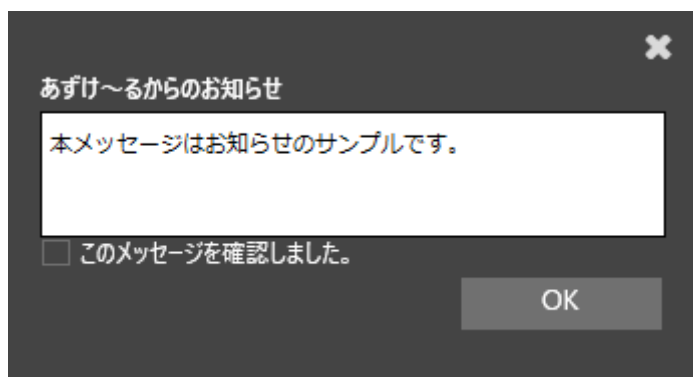 あずけ～るからのお知らせ
本メッセージはお知らせのサンプルです。
このメッセージを確認しました。
OK